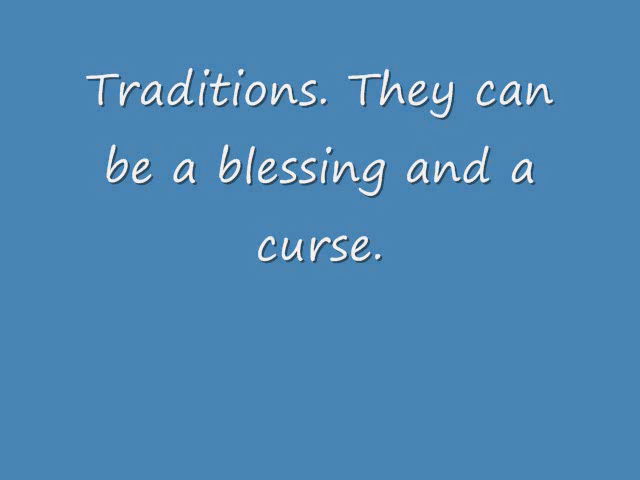 Traditions. They can
be a blessing and a
curse.